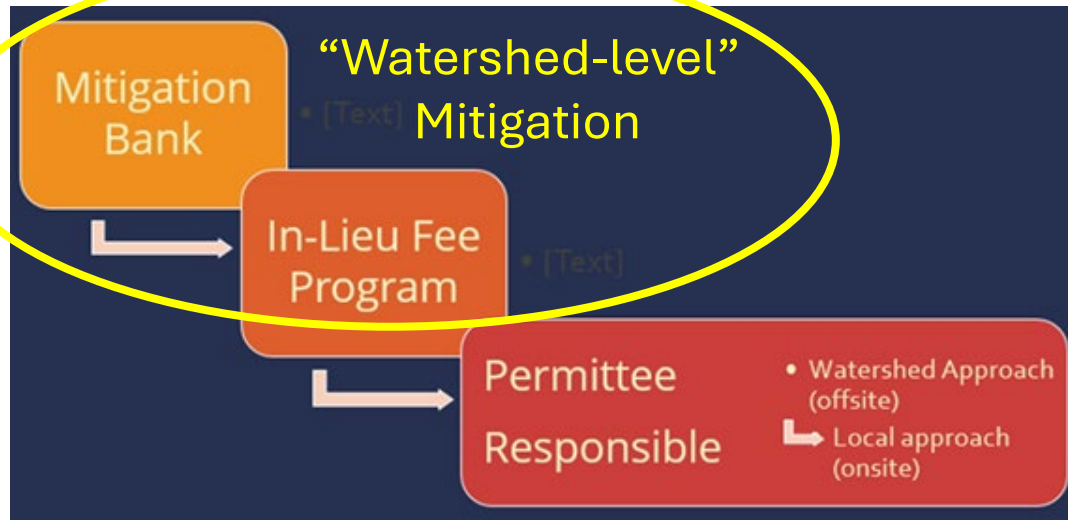 Mitigation
Bank
• [Text]
“Watershed-level”
Mitigation
In-Lieu Fee
Program
• [Text]
Permittee
Responsible
• Watershed Approach
(offsite)
Local approach
(onsite)